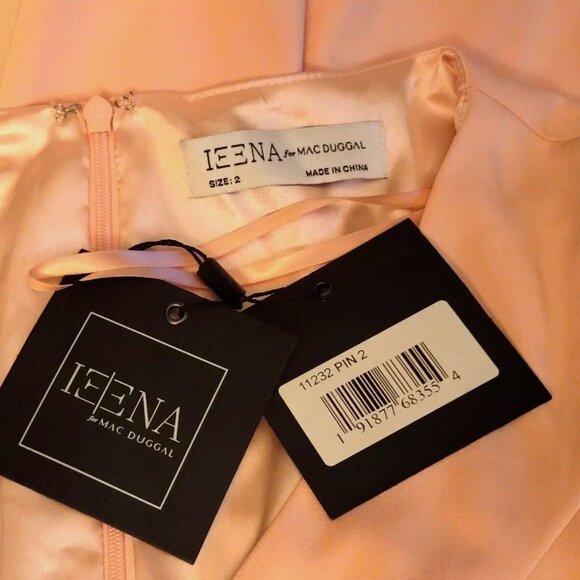 IEENA for MAC DUGGAL
SIZE: 2 MADE IN CHINA
IEENA
for MAC DUGGAL
11232 PIN 2
1 91877 68355 4